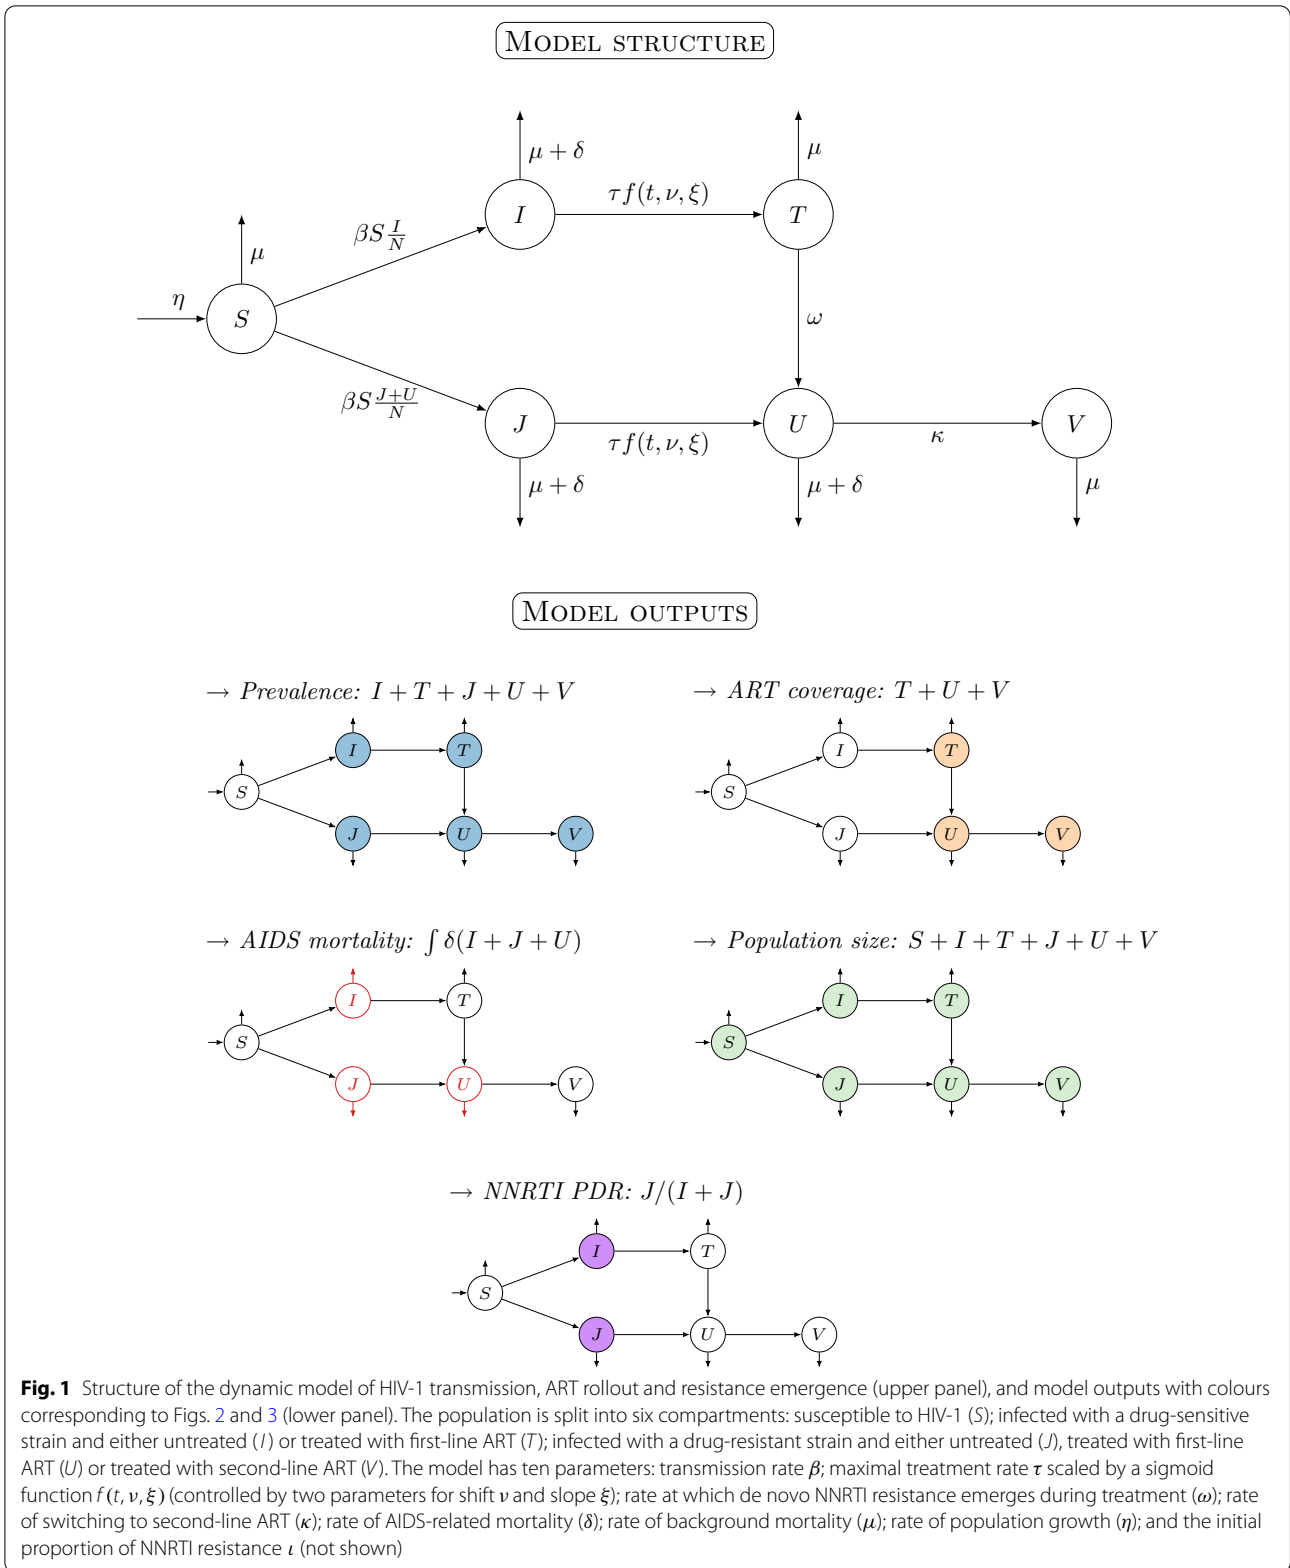 MODEL STRUCTURE
μ + δ
μ
I
τf(t, ν, ξ)
T
βS I/N
μ
η
S
ω
βS J+U/N
J
τf(t, ν, ξ)
U
κ
V
μ + δ
μ + δ
μ
MODEL OUTPUTS
→ Prevalence: I + T + J + U + V
I
T
S
J
U
V
→ ART coverage: T + U + V
I
T
S
J
U
V
→ AIDS mortality: ∫ δ(I + J + U)
I
T
S
J
U
V
→ Population size: S + I + T + J + U + V
I
T
S
J
U
V
→ NNRTI PDR: J/(I + J)
I
T
S
J
U
V
Fig. 1 Structure of the dynamic model of HIV-1 transmission, ART rollout and resistance emergence (upper panel), and model outputs with colours
corresponding to Figs. 2 and 3 (lower panel). The population is split into six compartments: susceptible to HIV-1 (S); infected with a drug-sensitive
strain and either untreated (I) or treated with first-line ART (T); infected with a drug-resistant strain and either untreated (J), treated with first-line
ART (U) or treated with second-line ART (V). The model has ten parameters: transmission rate β; maximal treatment rate τ scaled by a sigmoid
function f(t, ν, ξ) (controlled by two parameters for shift ν and slope ξ); rate at which de novo NNRTI resistance emerges during treatment (ω); rate
of switching to second-line ART (κ); rate of AIDS-related mortality (δ); rate of background mortality (μ); rate of population growth (η); and the initial
proportion of NNRTI resistance ι (not shown)